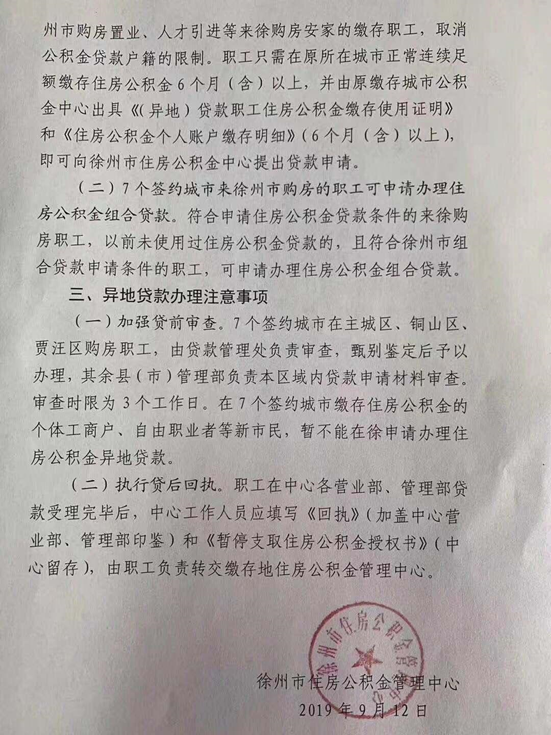 州市购房置业、人才引进等来徐购房安家的缴存职工，取消
公积金贷款户籍的限制。职工只需在原所在城市正常连续足
额缴存住房公积金6个月（含）以上，并由原缴存城市公积
金中心出具《（异地）贷款职工住房公积金缴存使用证明》
和《住房公积金个人账户缴存明细》（6个月（含）以上），
即可向徐州市住房公积金中心提出贷款申请。
（二）7个签约城市来徐州市购房的职工可申请办理住
房公积金组合贷款。符合申请住房公积金贷款条件的来徐购
房职工，以前未使用过住房公积金贷款的，且符合徐州市组
合贷款申请条件的职工，可申请办理住房公积金组合贷款。
三、异地贷款办理注意事项
（一）加强贷前审查。7个签约城市在主城区、铜山区、
贾汪区购房职工，由贷款管理处负责审查，甄别鉴定后予以
办理，其余县（市）管理部负责本区域内贷款申请材料审查。
审查时限为3个工作日。在7个签约城市缴存住房公积金的
个体工商户、自由职业者等新市民，暂不能在徐申请办理住
房公积金异地贷款。
（二）执行贷后回执。职工在中心各营业部、管理部贷
款受理完毕后，中心工作人员应填写《回执》（加盖中心营
业部、管理部印鉴）和《暂停支取住房公积金授权书》（中
心留存），由职工负责转交缴存地住房公积金管理中心。
徐州市住房公积金管理中心
徐州市住房公积金管理中心
2019年9月12日